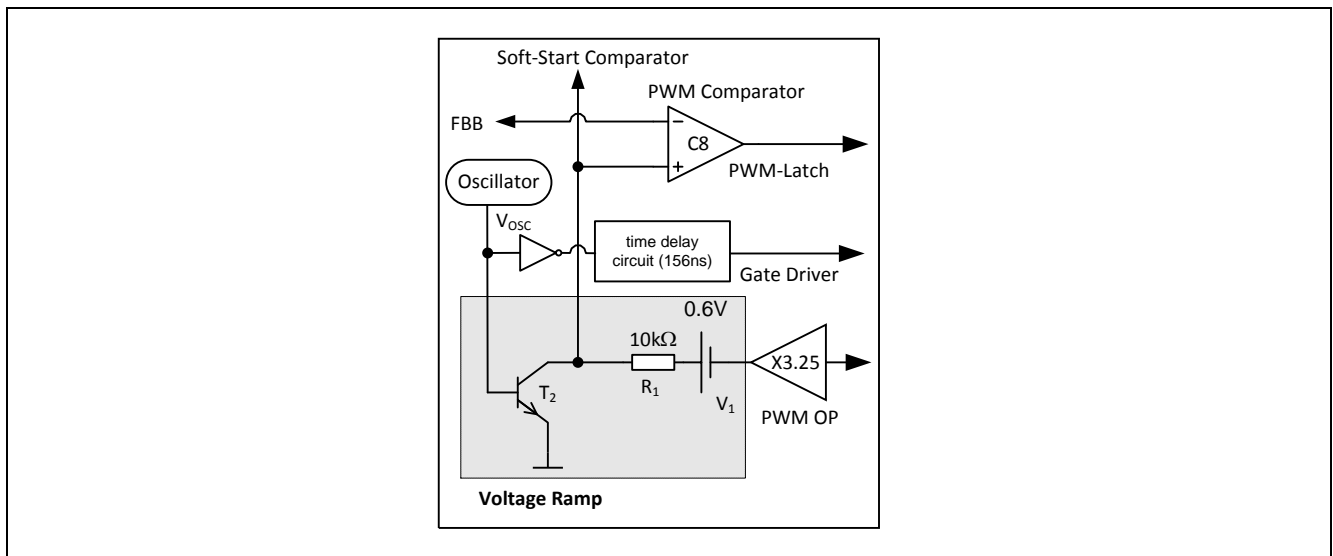 Soft-Start Comparator
PWM Comparator
FBB
−
C8
+
PWM-Latch
Oscillator
VOSC
time delay
circuit (156ns)
Gate Driver
0.6V
10kΩ
X3.25
R1
T2
V1
PWM OP
Voltage Ramp